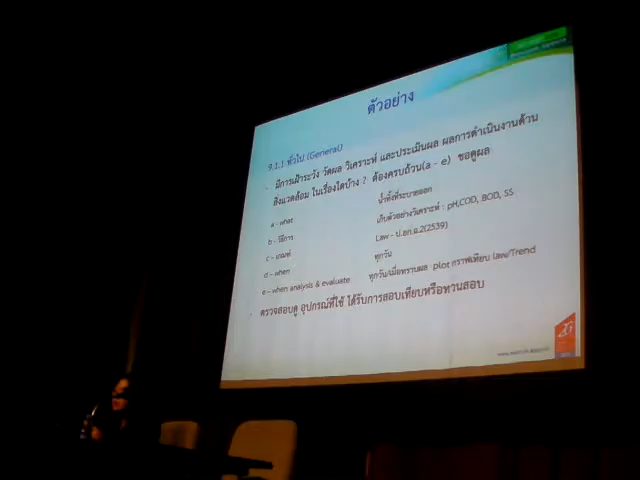 ตัวอย่าง
9.1.1 ทั่วไป (General)
- มีการเฝ้าระวัง วัดผล วิเคราะห์ และประเมินผล ผลการดำเนินงานด้าน
สิ่งแวดล้อม ในเรื่องใดบ้าง ? ต้องครบถ้วน(a - e) ขอดูผล
a - what น้ำทิ้งที่ระบายออก
b - วิธีการ เก็บตัวอย่างวิเคราะห์ : pH,COD, BOD, SS
c - เกณฑ์ Law - ป.อก.ฉ.2(2539)
d - when ทุกวัน
e - when analysis & evaluate ทุกวัน/เมื่อทราบผล plot กราฟเทียบ law/Trend
- ตรวจสอบดู อุปกรณ์ที่ใช้ ได้รับการสอบเทียบหรือทวนสอบ